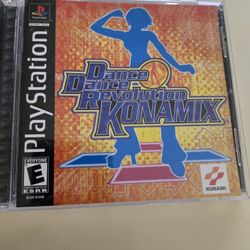 PlayStation
Dance
Dance
Revolution
KONAMIX
EVERYONE
E
ESRB
KONAMI